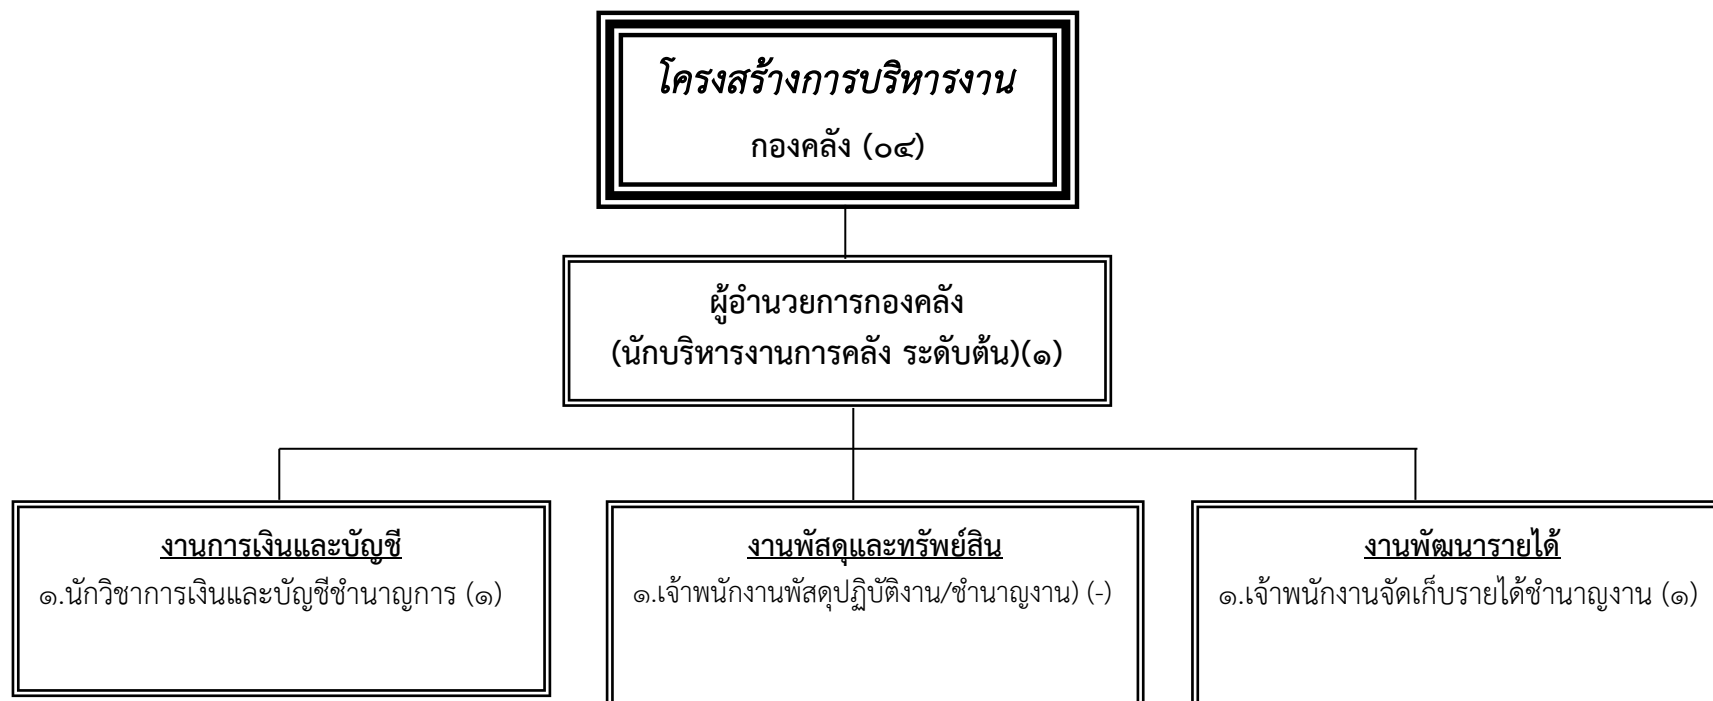 โครงสร้างการบริหารงาน
กองคลัง (๐๔)
ผู้อำนวยการกองคลัง
(นักบริหารงานการคลัง ระดับต้น)(๑)
งานการเงินและบัญชี
๑.นักวิชาการเงินและบัญชีชำนาญการ (๑)
งานพัสดุและทรัพย์สิน
๑.เจ้าพนักงานพัสดุปฏิบัติงาน/ชำนาญงาน) (-)
งานพัฒนารายได้
๑.เจ้าพนักงานจัดเก็บรายได้ชำนาญงาน (๑)